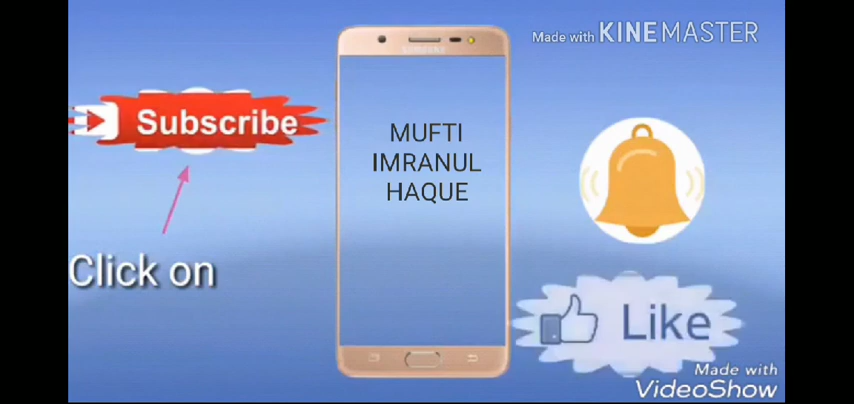 Made with KINEMASTER
SAMSUNG
Subscribe
MUFTI
IMRANUL
HAQUE
Click on
Like
Made with
VideoShow